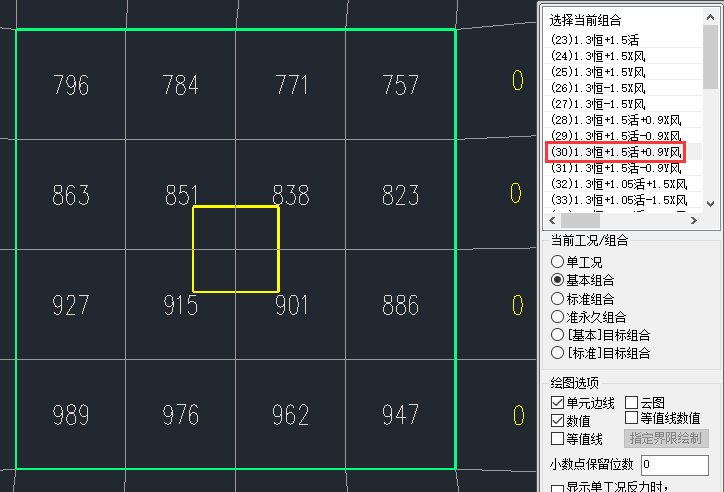 796 784 771 757 0
863 851 838 823 0
927 915 901 886 0
989 976 962 947 0
选择当前组合
(23)1.3恒+1.5活
(24)1.3恒+1.5X风
(25)1.3恒+1.5Y风
(26)1.3恒-1.5X风
(27)1.3恒-1.5Y风
(28)1.3恒+1.5活+0.9X风
(29)1.3恒+1.5活-0.9X风
(30)1.3恒+1.5活+0.9Y风
(31)1.3恒+1.5活-0.9Y风
(32)1.3恒+1.05活+1.5X风
(33)1.3恒+1.05活-1.5X风
当前工况/组合
单工况
基本组合
标准组合
准永久组合
[基本]目标组合
[标准]目标组合
绘图选项
单元边线 云图
数值 等值线数值
等值线 指定界限绘制
小数点保留位数 0
显示单工况反力时，